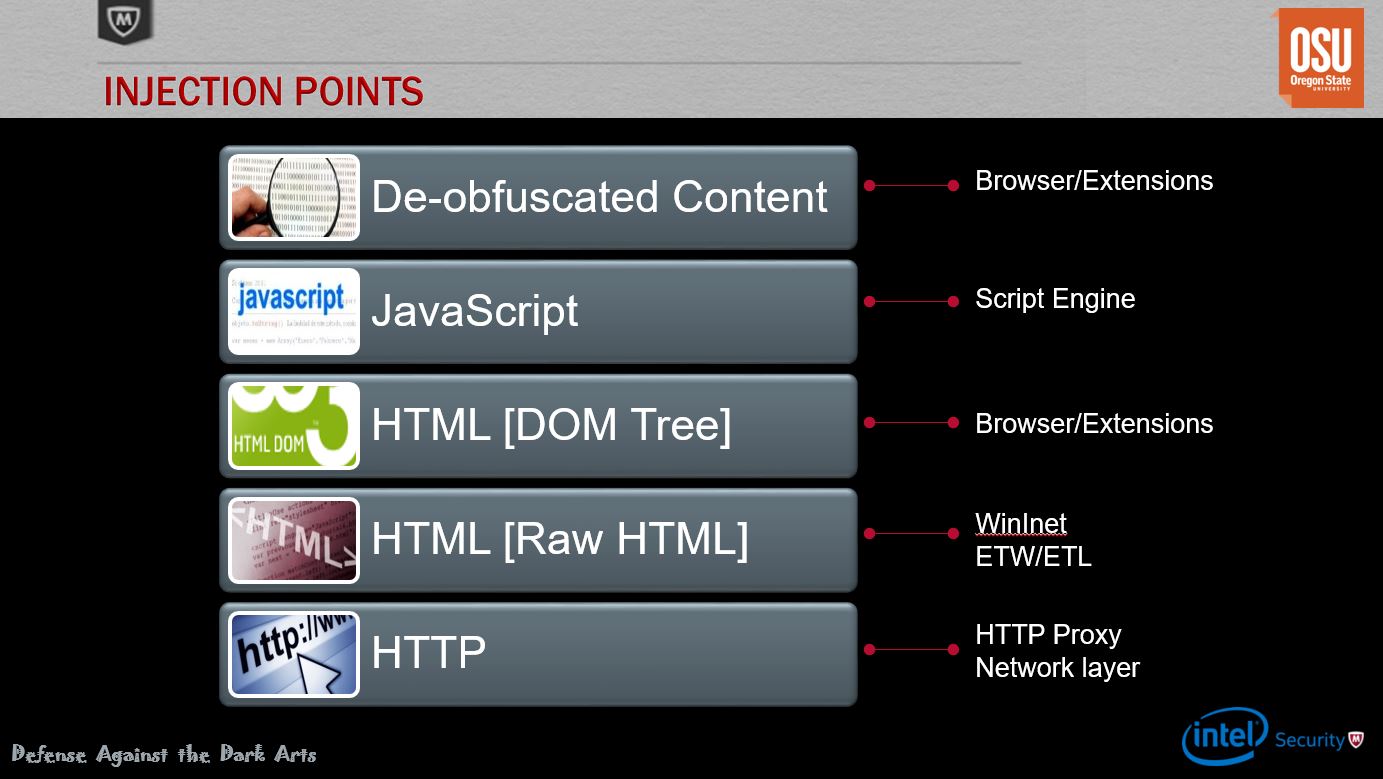 INJECTION POINTS
OSU
Oregon State
UNIVERSITY
De-obfuscated Content
Browser/Extensions
javascript
JavaScript
Script Engine
HTML DOM
HTML [DOM Tree]
Browser/Extensions
HTML
HTML [Raw HTML]
WinInet
ETW/ETL
http://ww
HTTP
HTTP Proxy
Network layer
Defense Against the Dark Arts
intel Security